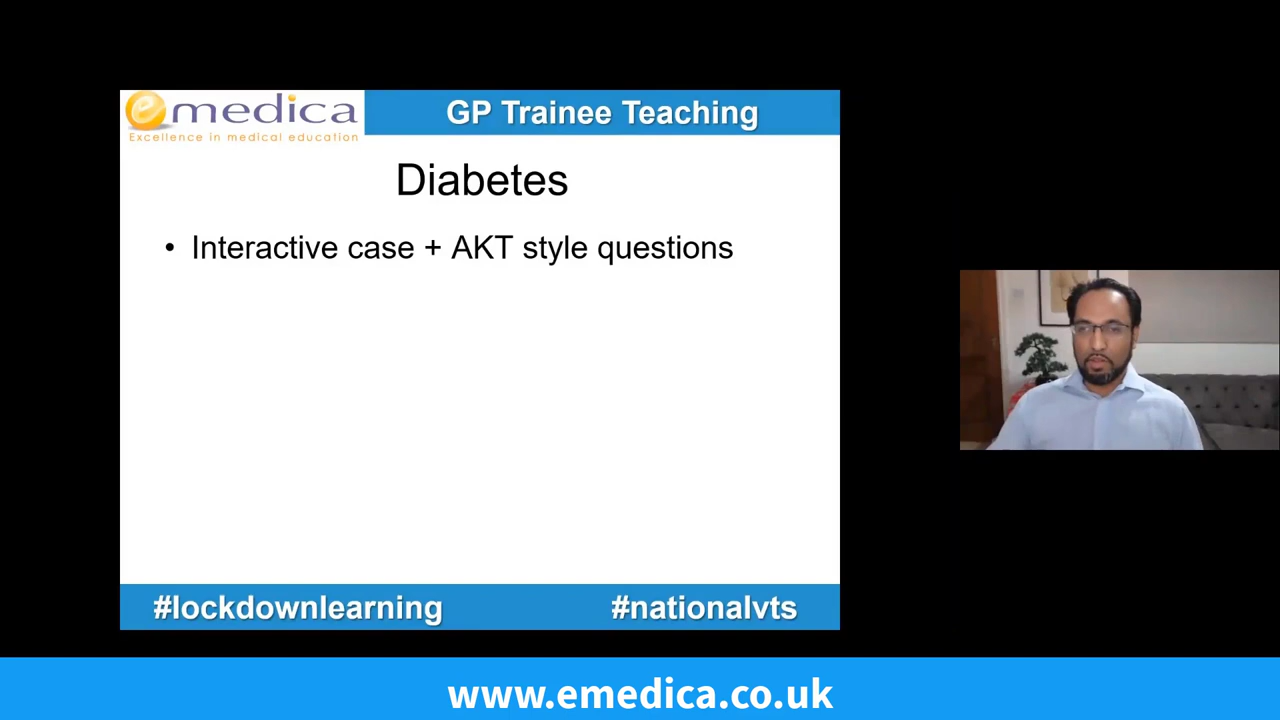 emedica
Excellence in medical education
GP Trainee Teaching
Diabetes
• Interactive case + AKT style questions
#lockdownlearning
#nationalvts
www.emedica.co.uk